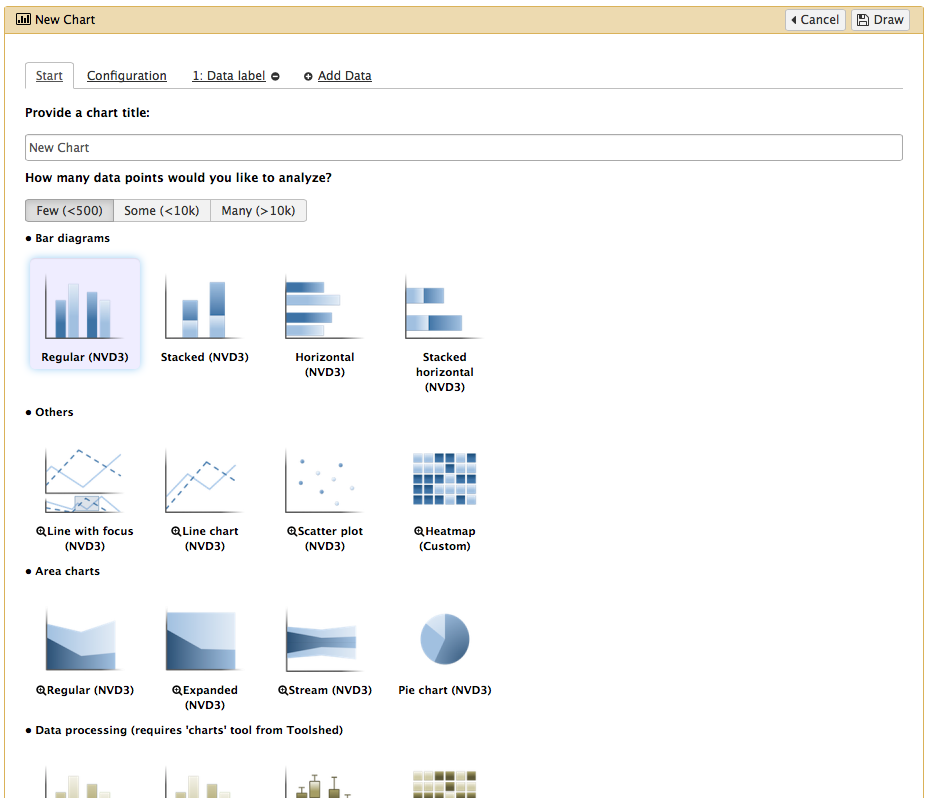 New Chart
Cancel
Draw
Start
Configuration
1: Data label
Add Data
Provide a chart title:
New Chart
How many data points would you like to analyze?
Few (<500)
Some (<10k)
Many (>10k)
• Bar diagrams
Regular (NVD3)
Stacked (NVD3)
Horizontal
(NVD3)
Stacked
horizontal
(NVD3)
• Others
Line with focus
(NVD3)
Line chart
(NVD3)
Scatter plot
(NVD3)
Heatmap
(Custom)
• Area charts
Regular (NVD3)
Expanded
(NVD3)
Stream (NVD3)
Pie chart (NVD3)
• Data processing (requires 'charts' tool from Toolshed)